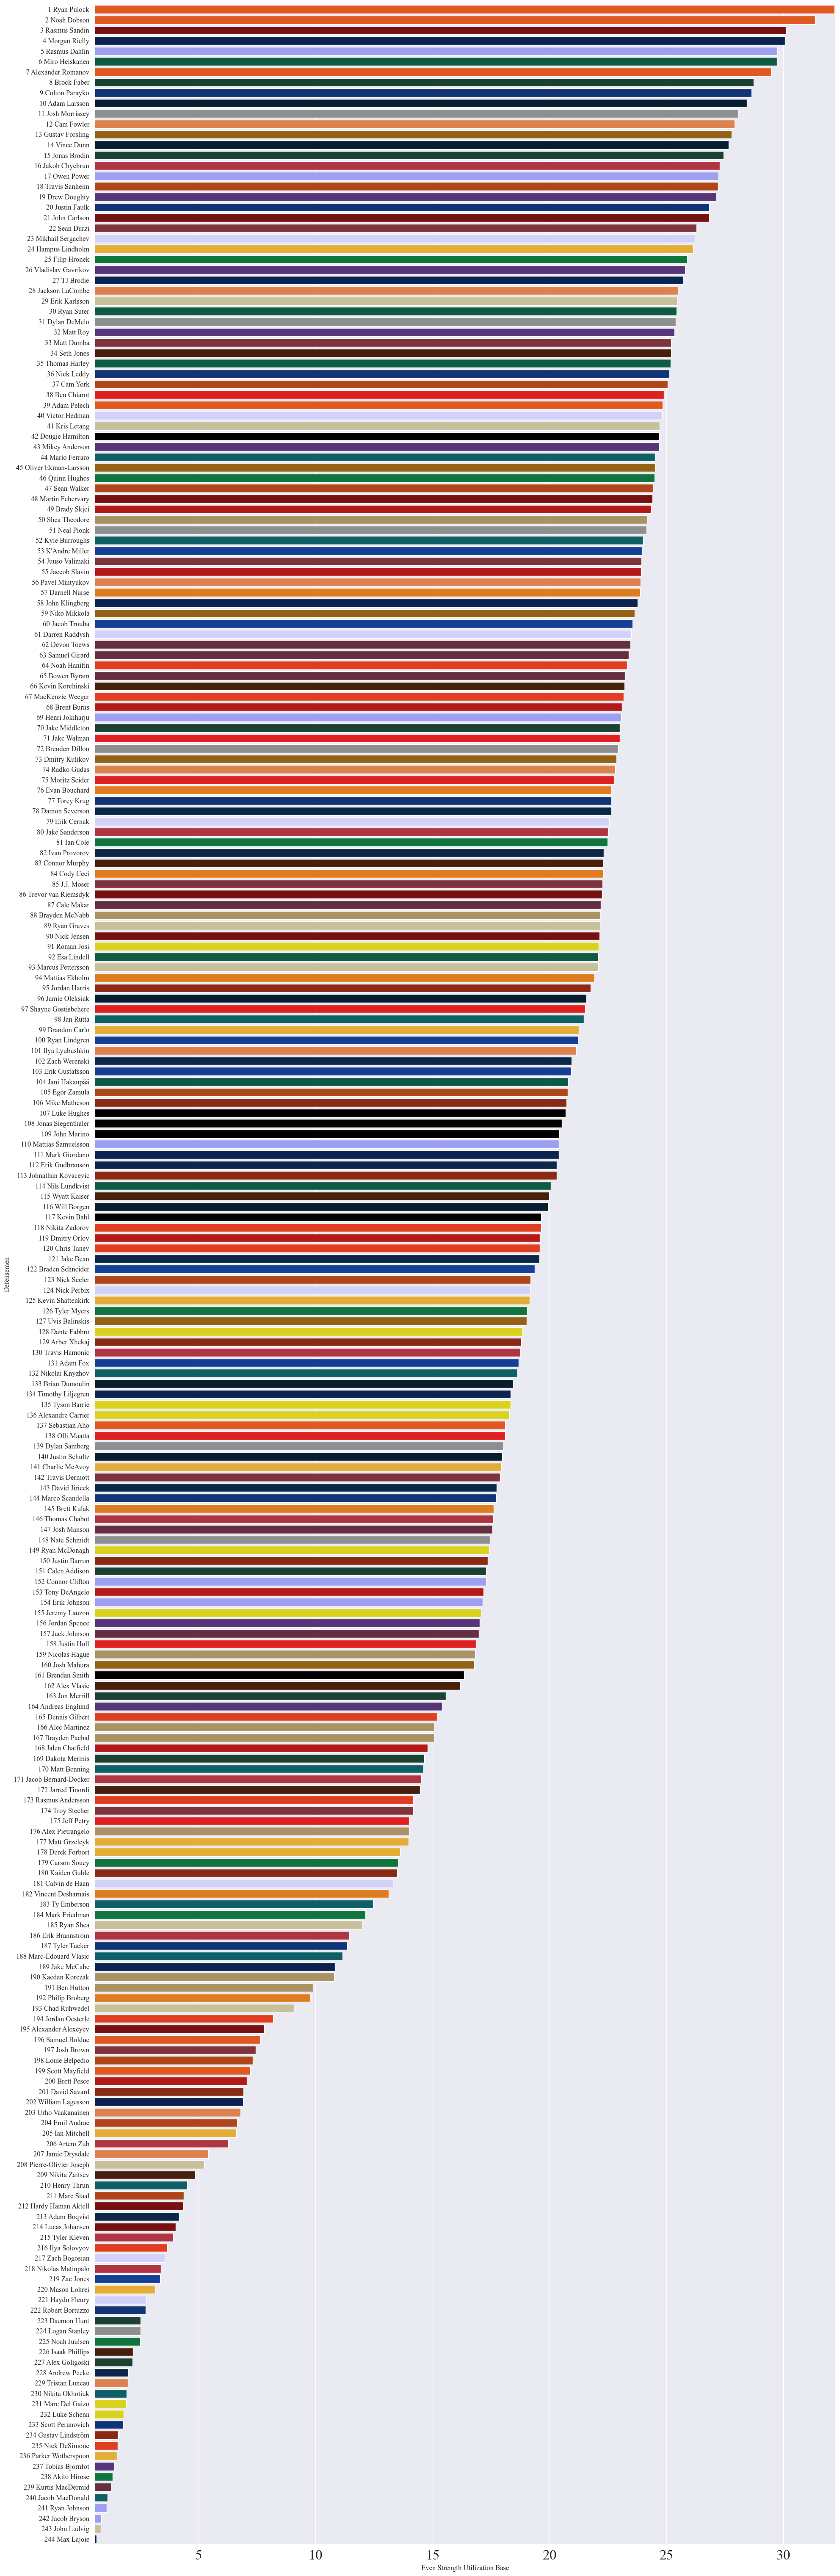 1 Ryan Pulock
2 Noah Dobson
3 Rasmus Sandin
4 Morgan Rielly
5 Rasmus Dahlin
6 Miro Heiskanen
7 Alexander Romanov
8 Brock Faber
9 Colton Parayko
10 Adam Larsson
11 Josh Morrissey
12 Cam Fowler
13 Gustav Forsling
14 Vince Dunn
15 Jonas Brodin
16 Jakob Chychrun
17 Owen Power
18 Travis Sanheim
19 Drew Doughty
20 Justin Faulk
21 John Carlson
22 Sean Durzi
23 Mikhail Sergachev
24 Hampus Lindholm
25 Filip Hronek
26 Vladislav Gavrikov
27 TJ Brodie
28 Jackson LaCombe
29 Erik Karlsson
30 Ryan Suter
31 Dylan DeMelo
32 Matt Roy
33 Matt Dumba
34 Seth Jones
35 Thomas Harley
36 Nick Leddy
37 Cam York
38 Ben Chiarot
39 Adam Pelech
40 Victor Hedman
41 Kris Letang
42 Dougie Hamilton
43 Mikey Anderson
44 Mario Ferraro
45 Oliver Ekman-Larsson
46 Quinn Hughes
47 Sean Walker
48 Martin Fehervary
49 Brady Skjei
50 Shea Theodore
51 Neal Pionk
52 Kyle Burroughs
53 K'Andre Miller
54 Juuso Valimaki
55 Jaccob Slavin
56 Pavel Mintyukov
57 Darnell Nurse
58 John Klingberg
59 Niko Mikkola
60 Jacob Trouba
61 Darren Raddysh
62 Devon Toews
63 Samuel Girard
64 Noah Hanifin
65 Bowen Byram
66 Kevin Korchinski
67 MacKenzie Weegar
68 Brent Burns
69 Henri Jokiharju
70 Jake Middleton
71 Jake Walman
72 Brenden Dillon
73 Dmitry Kulikov
74 Radko Gudas
75 Moritz Seider
76 Evan Bouchard
77 Torey Krug
78 Damon Severson
79 Erik Cernak
80 Jake Sanderson
81 Ian Cole
82 Ivan Provorov
83 Connor Murphy
84 Cody Ceci
85 J.J. Moser
86 Trevor van Riemsdyk
87 Cale Makar
88 Brayden McNabb
89 Ryan Graves
90 Nick Jensen
91 Roman Josi
92 Esa Lindell
93 Marcus Pettersson
94 Mattias Ekholm
95 Jordan Harris
96 Jamie Oleksiak
97 Shayne Gostisbehere
98 Jan Rutta
99 Brandon Carlo
100 Ryan Lindgren
101 Ilya Lyubushkin
102 Zach Werenski
103 Erik Gustafsson
104 Jani Hakanpää
105 Egor Zamula
106 Mike Matheson
107 Luke Hughes
108 Jonas Siegenthaler
109 John Marino
110 Mattias Samuelsson
111 Mark Giordano
112 Erik Gudbranson
113 Johnathan Kovacevic
114 Nils Lundkvist
115 Wyatt Kaiser
116 Will Borgen
117 Kevin Bahl
118 Nikita Zadorov
119 Dmitry Orlov
120 Chris Tanev
121 Jake Bean
122 Braden Schneider
123 Nick Seeler
124 Nick Perbix
125 Kevin Shattenkirk
126 Tyler Myers
127 Uvis Balinskis
128 Dante Fabbro
129 Arber Xhekaj
130 Travis Hamonic
131 Adam Fox
132 Nikolai Knyzhov
133 Brian Dumoulin
134 Timothy Liljegren
135 Tyson Barrie
136 Alexandre Carrier
137 Sebastian Aho
138 Olli Maatta
139 Dylan Samberg
140 Justin Schultz
141 Charlie McAvoy
142 Travis Dermott
143 David Jiricek
144 Marco Scandella
145 Brett Kulak
146 Thomas Chabot
147 Josh Manson
148 Nate Schmidt
149 Ryan McDonagh
150 Justin Barron
151 Calen Addison
152 Connor Clifton
153 Tony DeAngelo
154 Erik Johnson
155 Jeremy Lauzon
156 Jordan Spence
157 Jack Johnson
158 Justin Holl
159 Nicolas Hague
160 Josh Mahura
161 Brendan Smith
162 Alex Vlasic
163 Jon Merrill
164 Andreas Englund
165 Dennis Gilbert
166 Alec Martinez
167 Brayden Pachal
168 Jalen Chatfield
169 Dakota Mermis
170 Matt Benning
171 Jacob Bernard-Docker
172 Jarred Tinordi
173 Rasmus Andersson
174 Troy Stecher
175 Jeff Petry
176 Alex Pietrangelo
177 Matt Grzelcyk
178 Derek Forbort
179 Carson Soucy
180 Kaiden Guhle
181 Calvin de Haan
182 Vincent Desharnais
183 Ty Emberson
184 Mark Friedman
185 Ryan Shea
186 Erik Brannstrom
187 Tyler Tucker
188 Marc-Edouard Vlasic
189 Jake McCabe
190 Kaedan Korczak
191 Ben Hutton
192 Philip Broberg
193 Chad Ruhwedel
194 Jordan Oesterle
195 Alexander Alexeyev
196 Samuel Bolduc
197 Josh Brown
198 Louie Belpedio
199 Scott Mayfield
200 Brett Pesce
201 David Savard
202 William Lagesson
203 Urho Vaakanainen
204 Emil Andrae
205 Ian Mitchell
206 Artem Zub
207 Jamie Drysdale
208 Pierre-Olivier Joseph
209 Nikita Zaitsev
210 Henry Thrun
211 Marc Staal
212 Hardy Haman Aktell
213 Adam Boqvist
214 Lucas Johansen
215 Tyler Kleven
216 Ilya Solovyov
217 Zach Bogosian
218 Nikolas Matinpalo
219 Zac Jones
220 Mason Lohrei
221 Haydn Fleury
222 Robert Bortuzzo
223 Daemon Hunt
224 Logan Stanley
225 Noah Juulsen
226 Isaak Phillips
227 Alex Goligoski
228 Andrew Peeke
229 Tristan Luneau
230 Nikita Okhotiuk
231 Marc Del Gaizo
232 Luke Schenn
233 Scott Perunovich
234 Gustav Lindström
235 Nick DeSimone
236 Parker Wotherspoon
237 Tobias Bjornfot
238 Akito Hirose
239 Kurtis MacDermid
240 Jacob MacDonald
241 Ryan Johnson
242 Jacob Bryson
243 John Ludvig
244 Max Lajoie
Defensemen
5 10 15 20 25 30
Even Strength Utilization Base